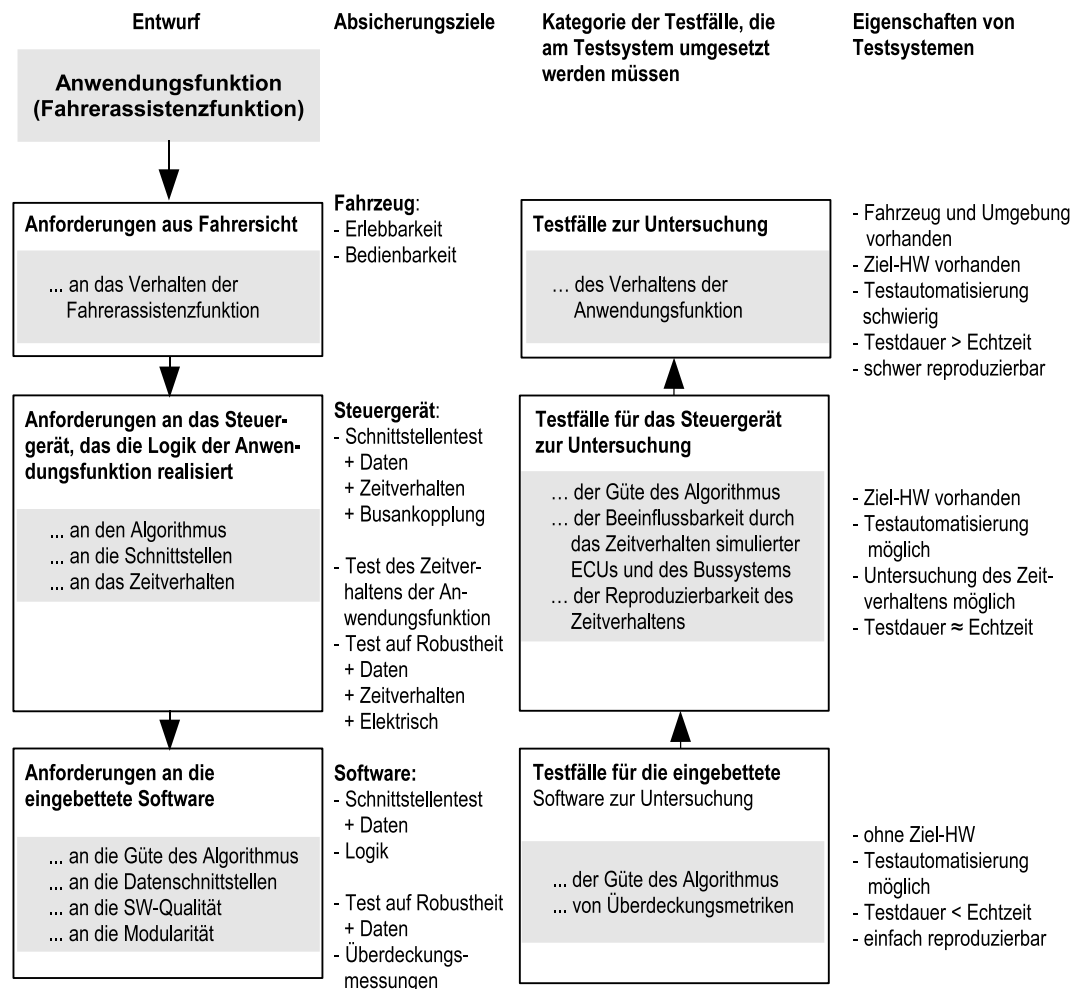 Entwurf
Absicherungsziele
Kategorie der Testfälle, die
am Testsystem umgesetzt
werden müssen
Eigenschaften von
Testsystemen
Anwendungsfunktion
(Fahrerassistenzfunktion)
Anforderungen aus Fahrersicht
... an das Verhalten der
Fahrerassistenzfunktion
Fahrzeug:
- Erlebbarkeit
- Bedienbarkeit
Testfälle zur Untersuchung
... des Verhaltens der
Anwendungsfunktion
- Fahrzeug und Umgebung
vorhanden
- Ziel-HW vorhanden
- Testautomatisierung
schwierig
- Testdauer > Echtzeit
- schwer reproduzierbar
Anforderungen an das Steuer-
gerät, das die Logik der Anwen-
dungsfunktion realisiert
... an den Algorithmus
... an die Schnittstellen
... an das Zeitverhalten
Steuergerät:
- Schnittstellentest
+ Daten
+ Zeitverhalten
+ Busankopplung
- Test des Zeitver-
haltens der An-
wendungsfunktion
- Test auf Robustheit
+ Daten
+ Zeitverhalten
+ Elektrisch
Testfälle für das Steuergerät
zur Untersuchung
... der Güte des Algorithmus
... der Beeinflussbarkeit durch
das Zeitverhalten simulierter
ECUs und des Bussystems
... der Reproduzierbarkeit des
Zeitverhaltens
- Ziel-HW vorhanden
- Testautomatisierung
möglich
- Untersuchung des Zeit-
verhaltens möglich
- Testdauer ≈ Echtzeit
Anforderungen an die
eingebettete Software
... an die Güte des Algorithmus
... an die Datenschnittstellen
... an die SW-Qualität
... an die Modularität
Software:
- Schnittstellentest
+ Daten
- Logik
- Test auf Robustheit
+ Daten
- Überdeckungs-
messungen
Testfälle für die eingebettete
Software zur Untersuchung
... der Güte des Algorithmus
... von Überdeckungsmetriken
- ohne Ziel-HW
- Testautomatisierung
möglich
- Testdauer < Echtzeit
- einfach reproduzierbar